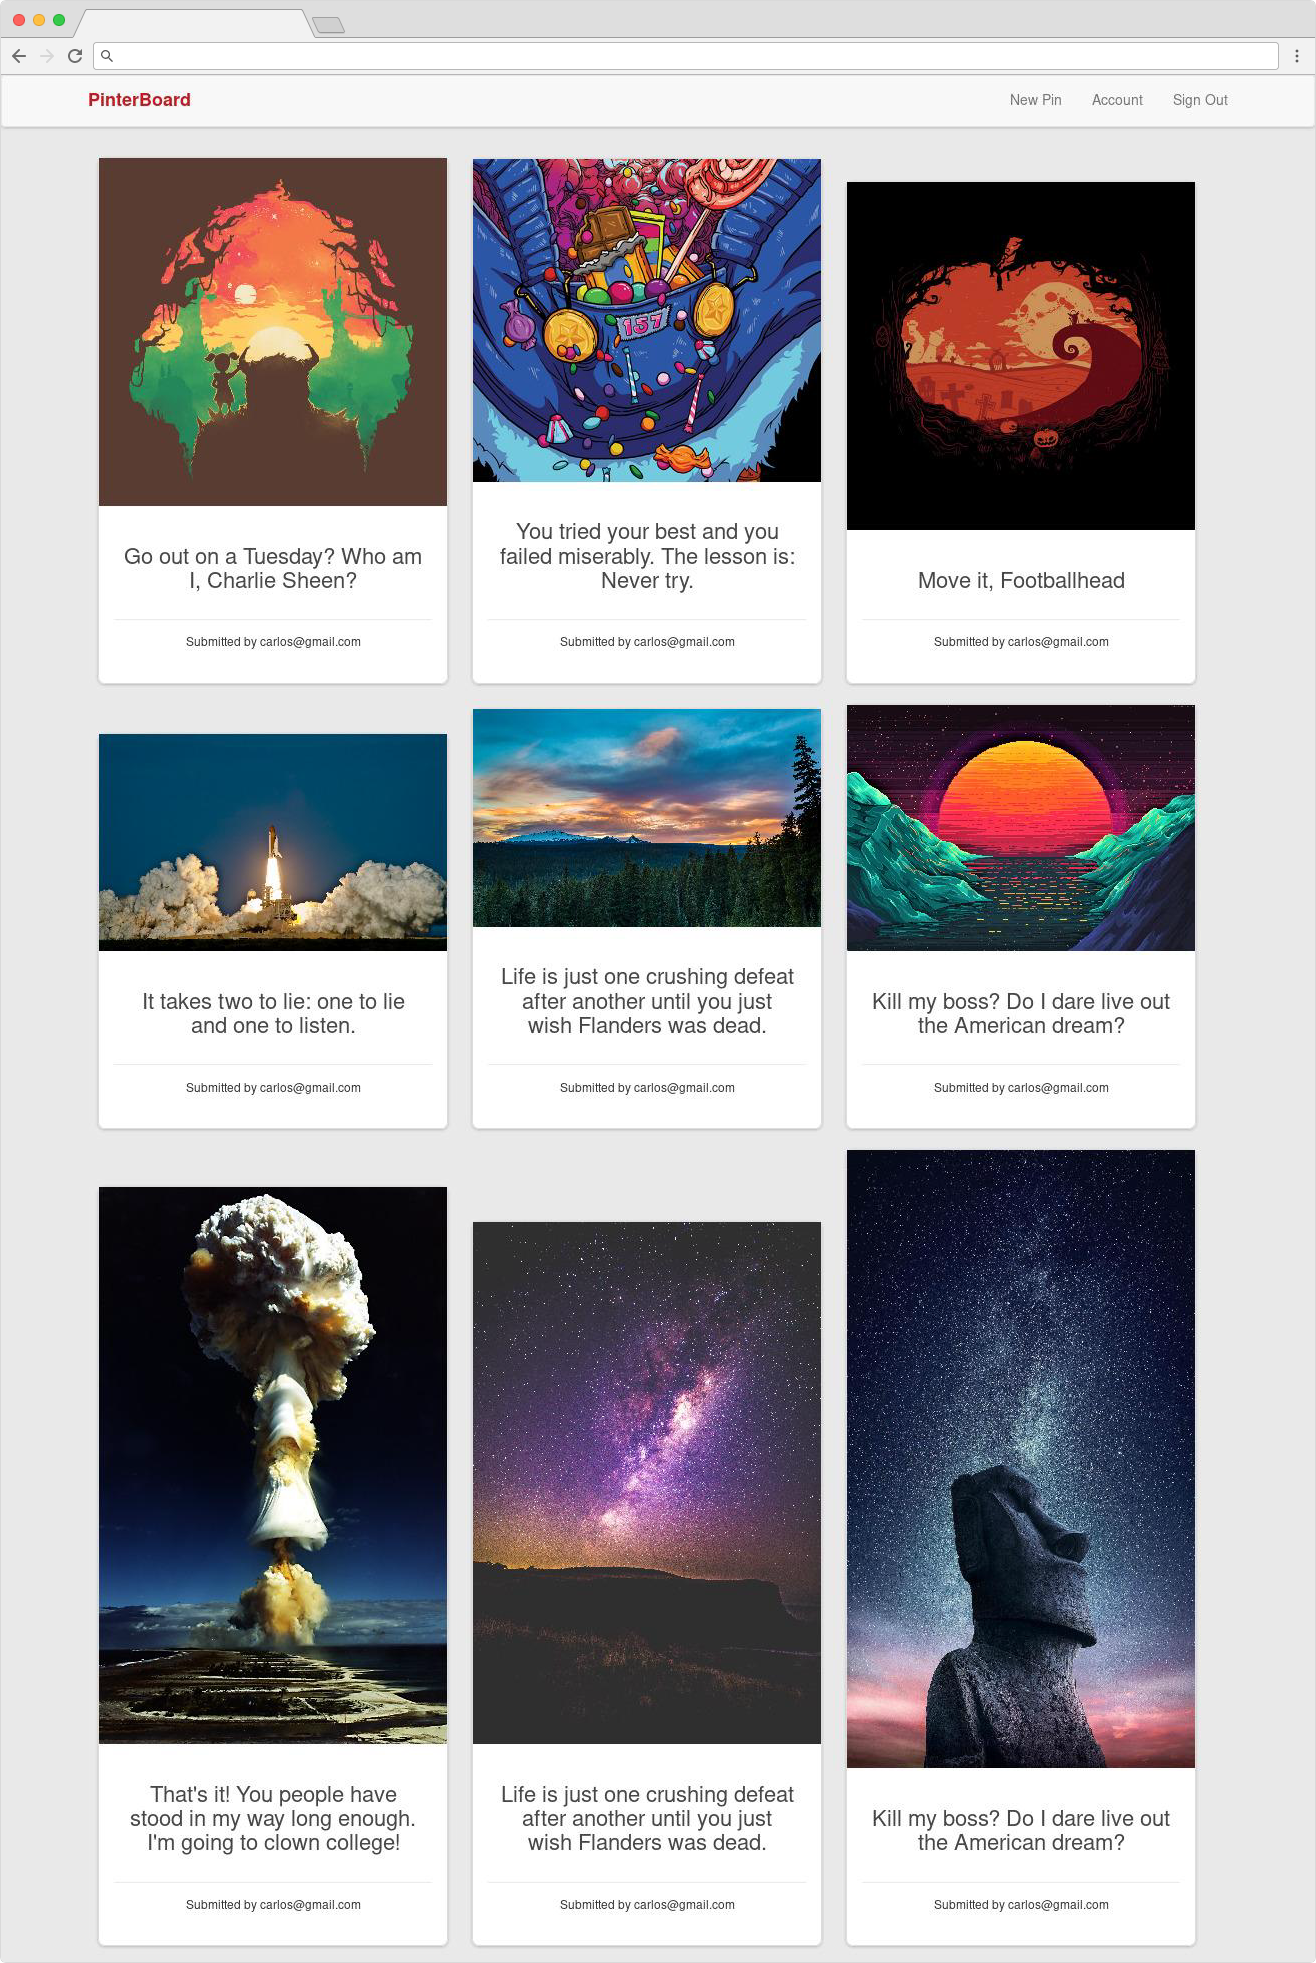 PinterBoard
New Pin Account Sign Out
157
Go out on a Tuesday? Who am
I, Charlie Sheen?
Submitted by carlos@gmail.com
You tried your best and you
failed miserably. The lesson is:
Never try.
Submitted by carlos@gmail.com
Move it, Footballhead
Submitted by carlos@gmail.com
It takes two to lie: one to lie
and one to listen.
Submitted by carlos@gmail.com
Life is just one crushing defeat
after another until you just
wish Flanders was dead.
Submitted by carlos@gmail.com
Kill my boss? Do I dare live out
the American dream?
Submitted by carlos@gmail.com
That's it! You people have
stood in my way long enough.
I'm going to clown college!
Submitted by carlos@gmail.com
Life is just one crushing defeat
after another until you just
wish Flanders was dead.
Submitted by carlos@gmail.com
Kill my boss? Do I dare live out
the American dream?
Submitted by carlos@gmail.com